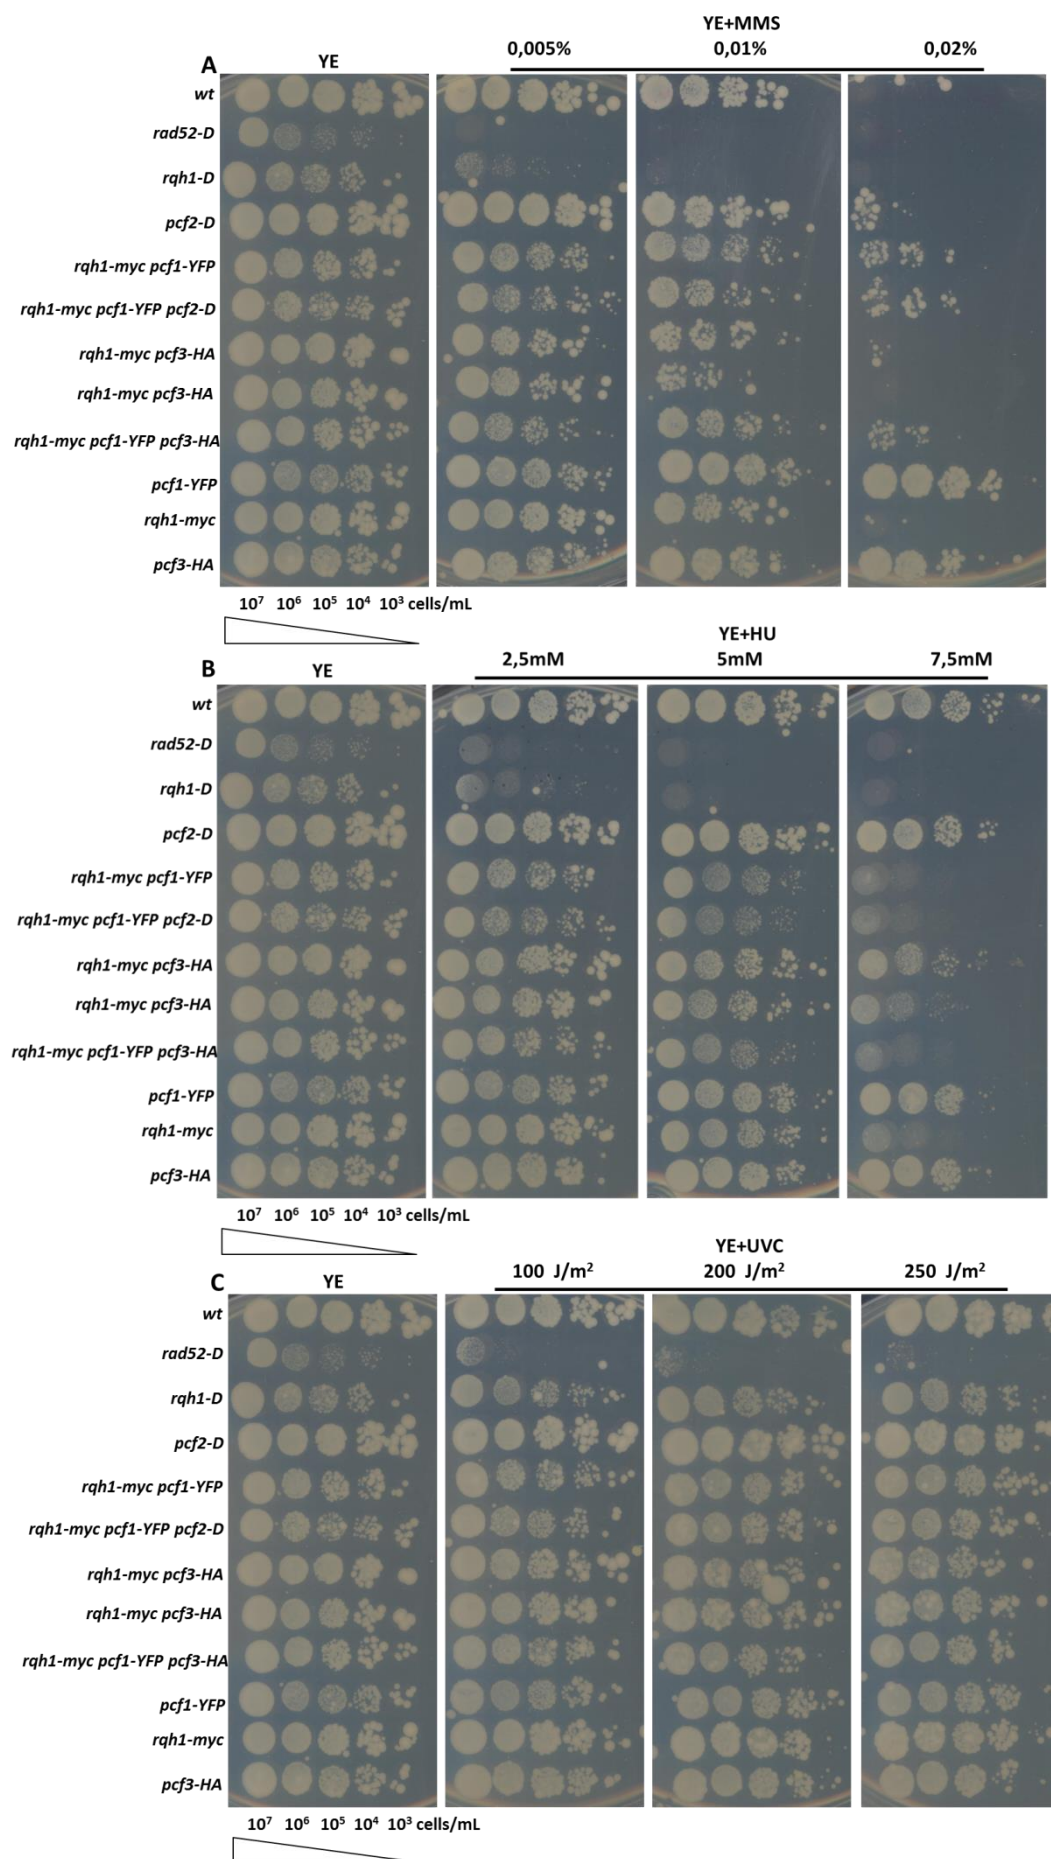 YE+MMS
A YE 0,005% 0,01% 0,02%
wt
rad52-D
rqh1-D
pcf2-D
rqh1-myc pcf1-YFP
rqh1-myc pcf1-YFP pcf2-D
rqh1-myc pcf3-HA
rqh1-myc pcf3-HA
rqh1-myc pcf1-YFP pcf3-HA
pcf1-YFP
rqh1-myc
pcf3-HA
10⁷ 10⁶ 10⁵ 10⁴ 10³ cells/mL
YE+HU
B YE 2,5mM 5mM 7,5mM
wt
rad52-D
rqh1-D
pcf2-D
rqh1-myc pcf1-YFP
rqh1-myc pcf1-YFP pcf2-D
rqh1-myc pcf3-HA
rqh1-myc pcf3-HA
rqh1-myc pcf1-YFP pcf3-HA
pcf1-YFP
rqh1-myc
pcf3-HA
10⁷ 10⁶ 10⁵ 10⁴ 10³ cells/mL
YE+UVC
C YE 100 J/m² 200 J/m² 250 J/m²
wt
rad52-D
rqh1-D
pcf2-D
rqh1-myc pcf1-YFP
rqh1-myc pcf1-YFP pcf2-D
rqh1-myc pcf3-HA
rqh1-myc pcf3-HA
rqh1-myc pcf1-YFP pcf3-HA
pcf1-YFP
rqh1-myc
pcf3-HA
10⁷ 10⁶ 10⁵ 10⁴ 10³ cells/mL